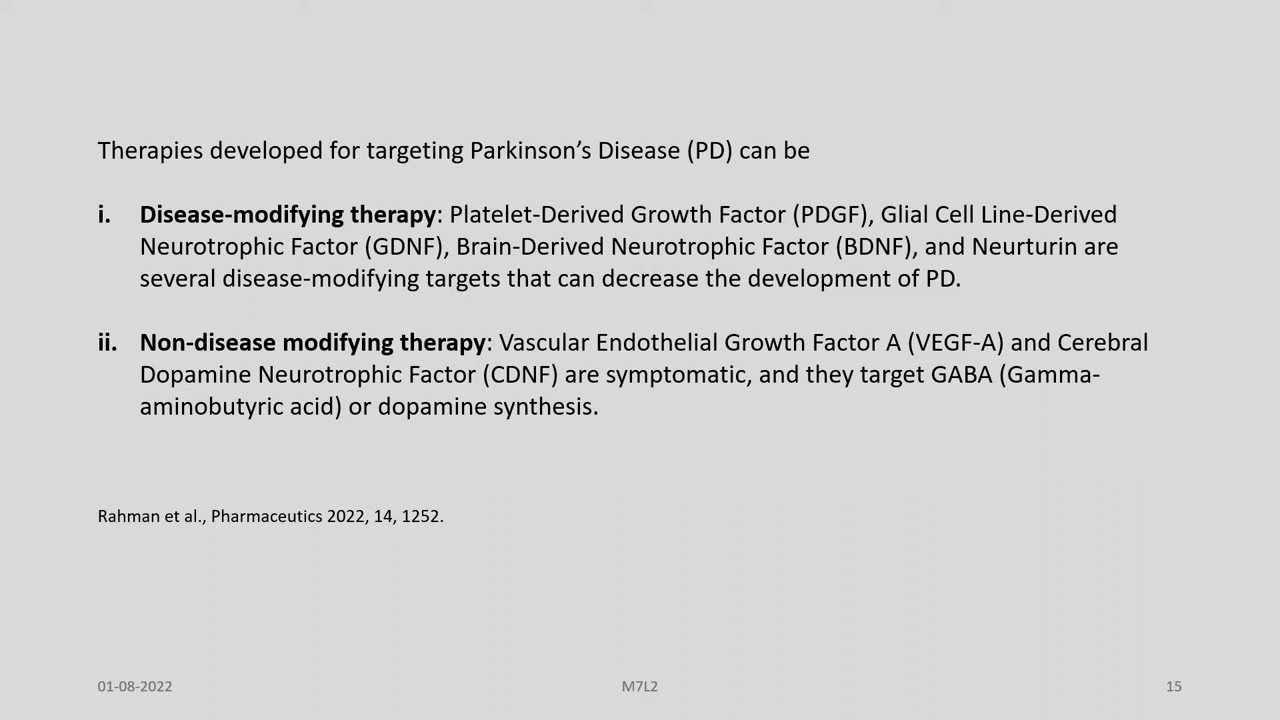 Therapies developed for targeting Parkinson’s Disease (PD) can be
i. Disease-modifying therapy: Platelet-Derived Growth Factor (PDGF), Glial Cell Line-Derived
Neurotrophic Factor (GDNF), Brain-Derived Neurotrophic Factor (BDNF), and Neurturin are
several disease-modifying targets that can decrease the development of PD.
ii. Non-disease modifying therapy: Vascular Endothelial Growth Factor A (VEGF-A) and Cerebral
Dopamine Neurotrophic Factor (CDNF) are symptomatic, and they target GABA (Gamma-
aminobutyric acid) or dopamine synthesis.
Rahman et al., Pharmaceutics 2022, 14, 1252.
01-08-2022 M7L2 15